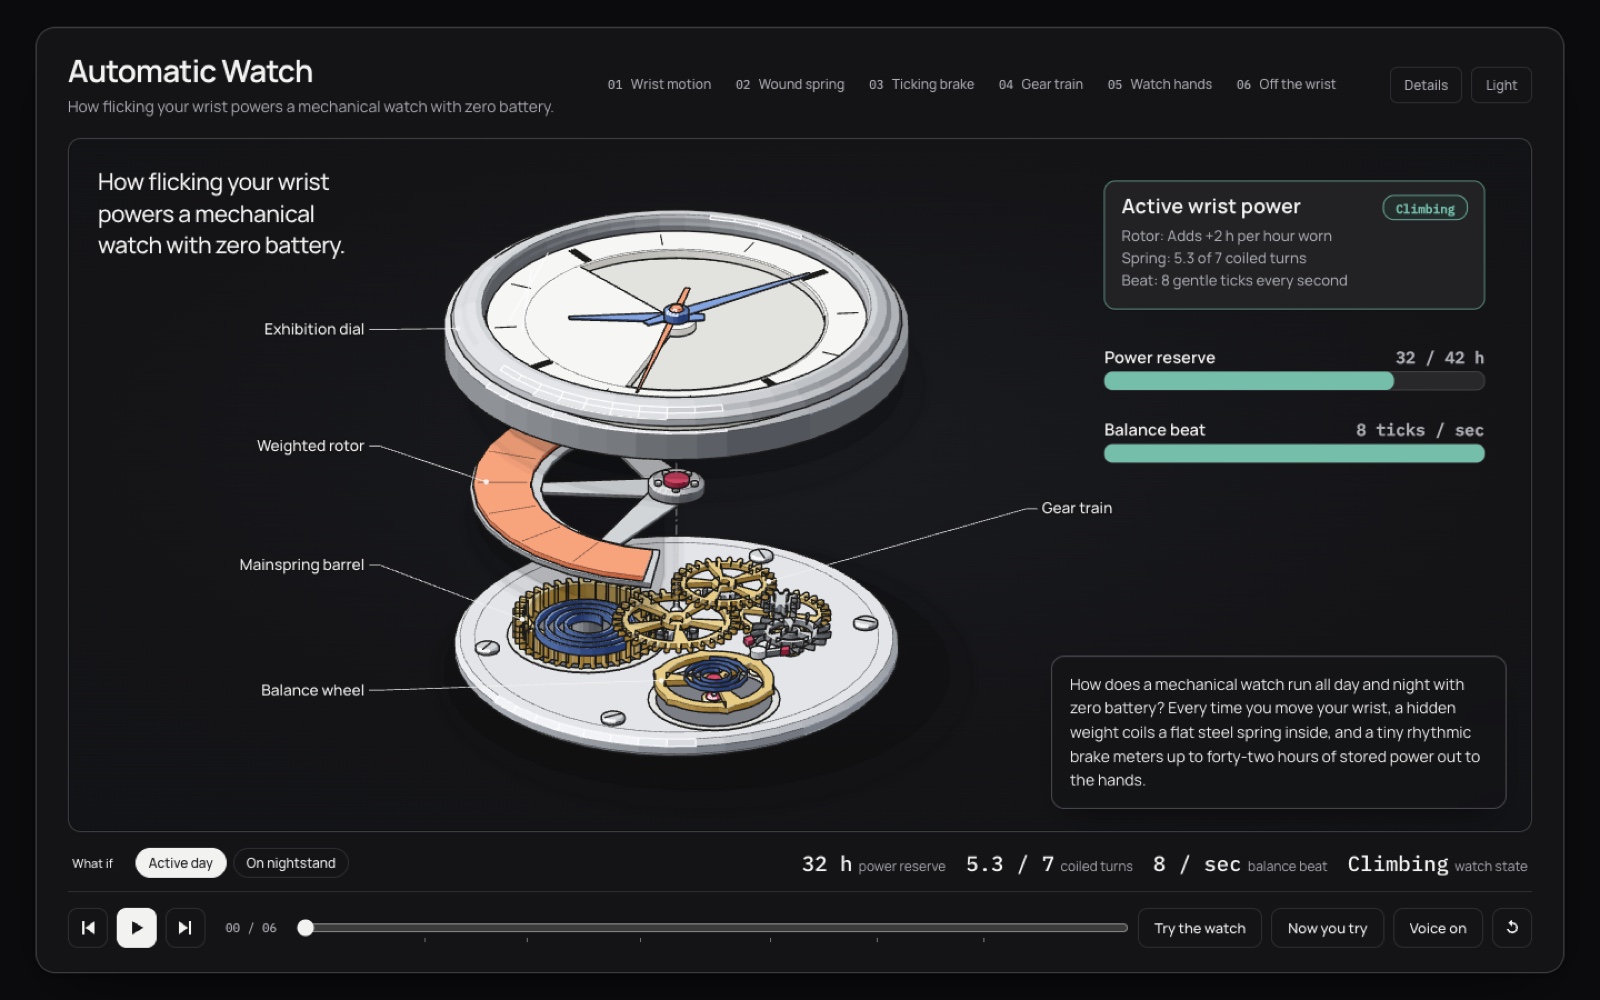 Automatic Watch
How flicking your wrist powers a mechanical watch with zero battery.
01 Wrist motion
02 Wound spring
03 Ticking brake
04 Gear train
05 Watch hands
06 Off the wrist
Details
Light
How flicking your wrist
powers a mechanical
watch with zero battery.
Exhibition dial
Weighted rotor
Mainspring barrel
Balance wheel
Gear train
Active wrist power
Climbing
Rotor: Adds +2 h per hour worn
Spring: 5.3 of 7 coiled turns
Beat: 8 gentle ticks every second
Power reserve
32 / 42 h
Balance beat
8 ticks / sec
How does a mechanical watch run all day and night with
zero battery? Every time you move your wrist, a hidden
weight coils a flat steel spring inside, and a tiny rhythmic
brake meters up to forty-two hours of stored power out to
the hands.
What if
Active day
On nightstand
32 h power reserve
5.3 / 7 coiled turns
8 / sec balance beat
Climbing watch state
00 / 06
Try the watch
Now you try
Voice on